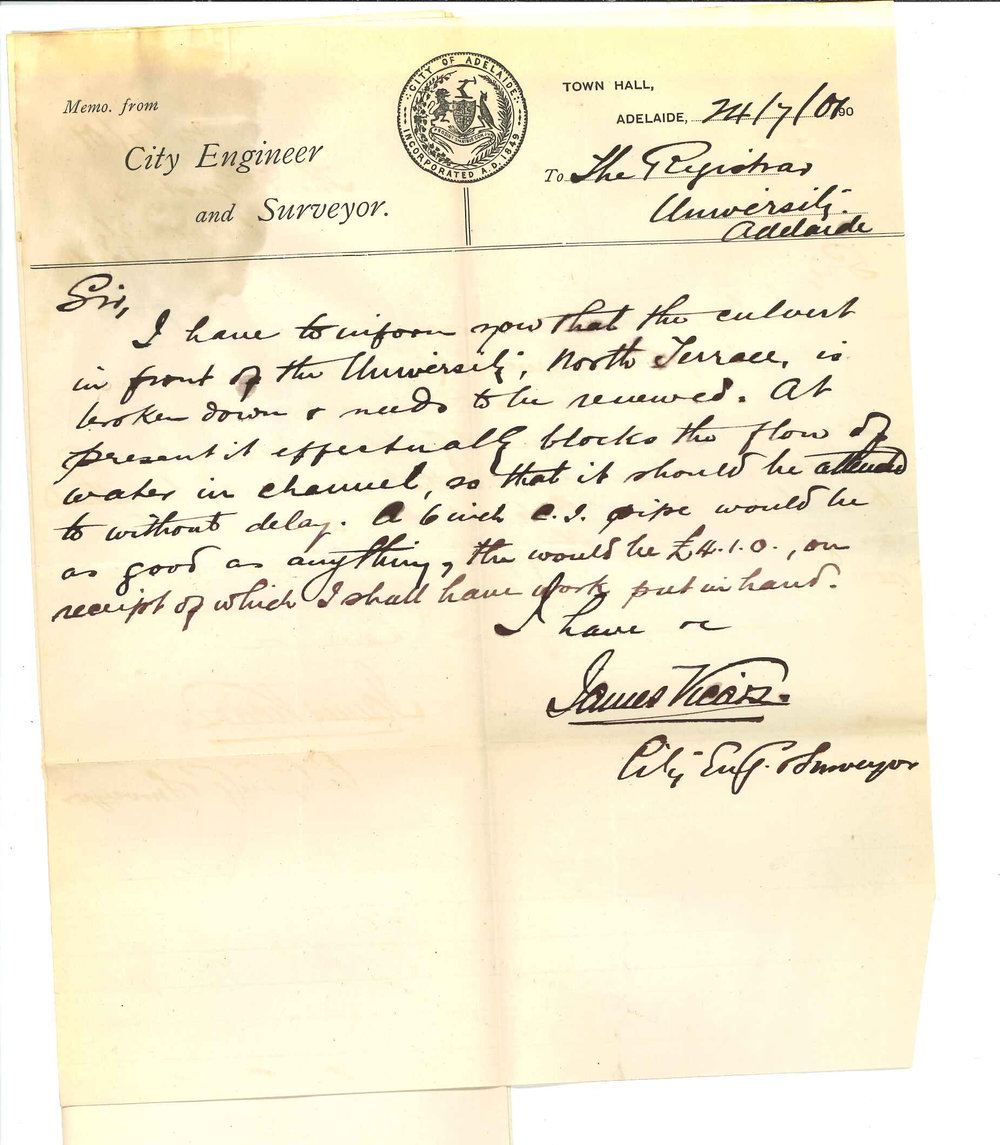 Memo. from
City Engineer
and Surveyor.
CITY OF ADELAIDE
INCORPORATED A.D. 1849
TOWN HALL,
ADELAIDE, 24/7/01 190
To The Registrar
University.
Adelaide
Sir,
I have to inform you that the culvert
in front of the University, North Terrace, is
broken down & needs to be renewed. At
present it effectually blocks the flow of
water in channel, so that it should be attended
to without delay. A 6 inch C.I. pipe would be
as good as anything, the would be £4.1.0., on
receipt of which I shall have work put in hand.
I have &c
James Vicars.
City Eng. & Surveyor